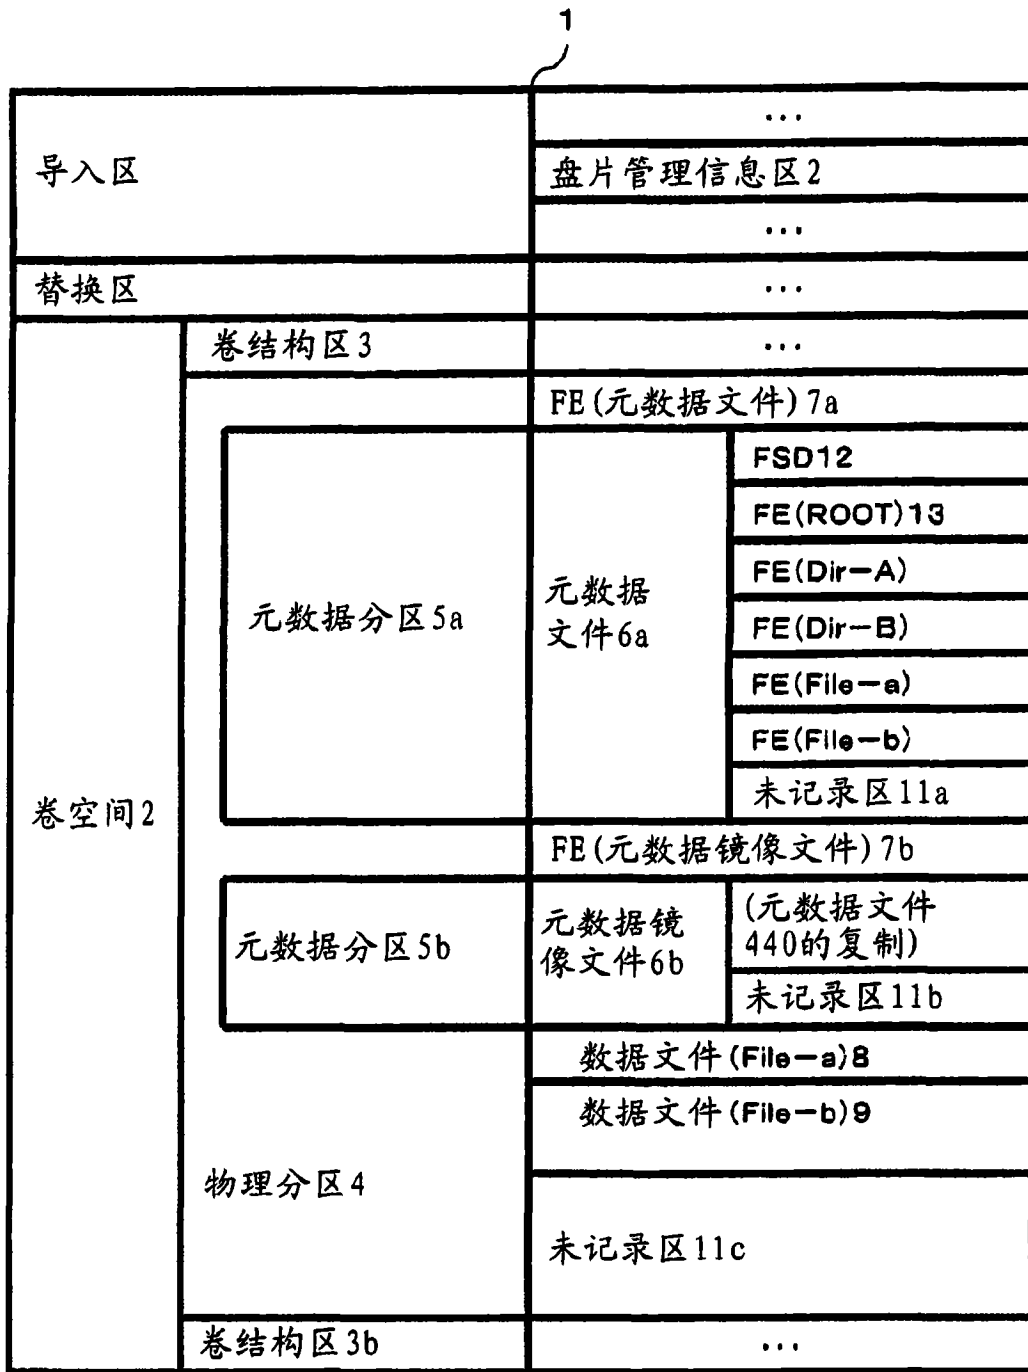 1
...
导入区
盘片管理信息区2
...
替换区
...
卷结构区3
...
FE(元数据文件)7a
FSD12
FE(ROOT)13
FE(Dir-A)
元数据分区5a
元数据
文件6a
FE(Dir-B)
FE(File-a)
FE(File-b)
未记录区11a
卷空间2
FE(元数据镜像文件)7b
元数据分区5b
元数据镜
像文件6b
(元数据文件
440的复制)
未记录区11b
数据文件(File-a)8
数据文件(File-b)9
物理分区4
未记录区11c
卷结构区3b
...